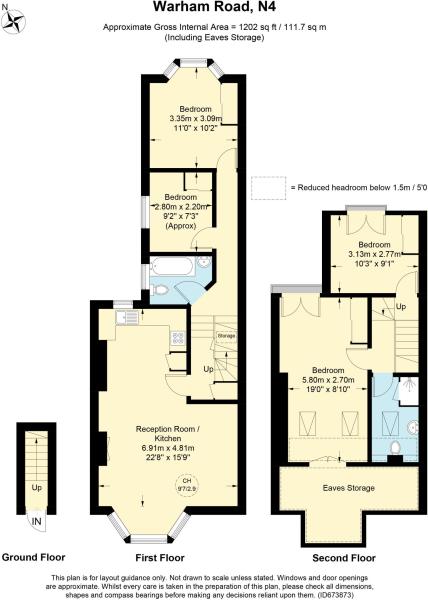 Warham Road, N4
N
Approximate Gross Internal Area = 1202 sq ft / 111.7 sq m
(Including Eaves Storage)
Bedroom
3.35m x 3.09m
11'0" x 10'2"
Bedroom
2.80m x 2.20m
9'2" x 7'3"
(Approx)
= Reduced headroom below 1.5m / 5'0
Bedroom
3.13m x 2.77m
10'3" x 9'1"
Up
Storage
Up
Bedroom
5.80m x 2.70m
19'0" x 8'10"
Reception Room /
Kitchen
6.91m x 4.81m
22'8" x 15'9"
CH
9'7/2.9
Eaves Storage
Up
IN
Ground Floor
First Floor
Second Floor
This plan is for layout guidance only. Not drawn to scale unless stated. Windows and door openings
are approximate. Whilst every care is taken in the preparation of this plan, please check all dimensions,
shapes and compass bearings before making any decisions reliant upon them. (ID673873)